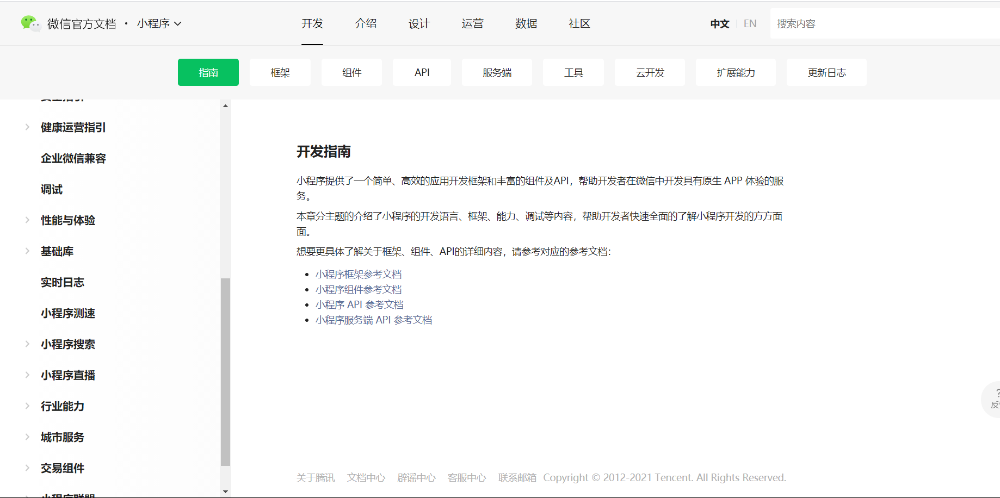 微信官方文档 · 小程序
开发 介绍 设计 运营 数据 社区
中文 EN
搜索内容
指南 框架 组件 API 服务端 工具 云开发 扩展能力 更新日志
健康运营指引
企业微信兼容
调试
性能与体验
基础库
实时日志
小程序测速
小程序搜索
小程序直播
行业能力
城市服务
交易组件
开发指南
小程序提供了一个简单、高效的应用开发框架和丰富的组件及API，帮助开发者在微信中开发具有原生 APP 体验的服
务。
本章分主题的介绍了小程序的开发语言、框架、能力、调试等内容，帮助开发者快速全面的了解小程序开发的方方面
面。
想要更具体了解关于框架、组件、API的详细内容，请参考对应的参考文档：
• 小程序框架参考文档
• 小程序组件参考文档
• 小程序 API 参考文档
• 小程序服务端 API 参考文档
关于腾讯 文档中心 辟谣中心 客服中心 联系邮箱 Copyright © 2012-2021 Tencent. All Rights Reserved.